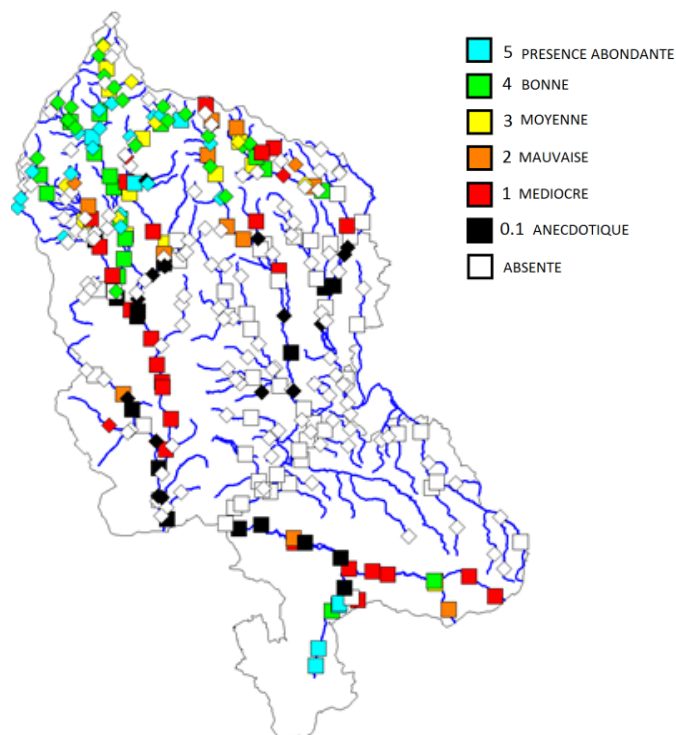 5 PRESENCE ABONDANTE
4 BONNE
3 MOYENNE
2 MAUVAISE
1 MEDIOCRE
0.1 ANECDOTIQUE
ABSENTE